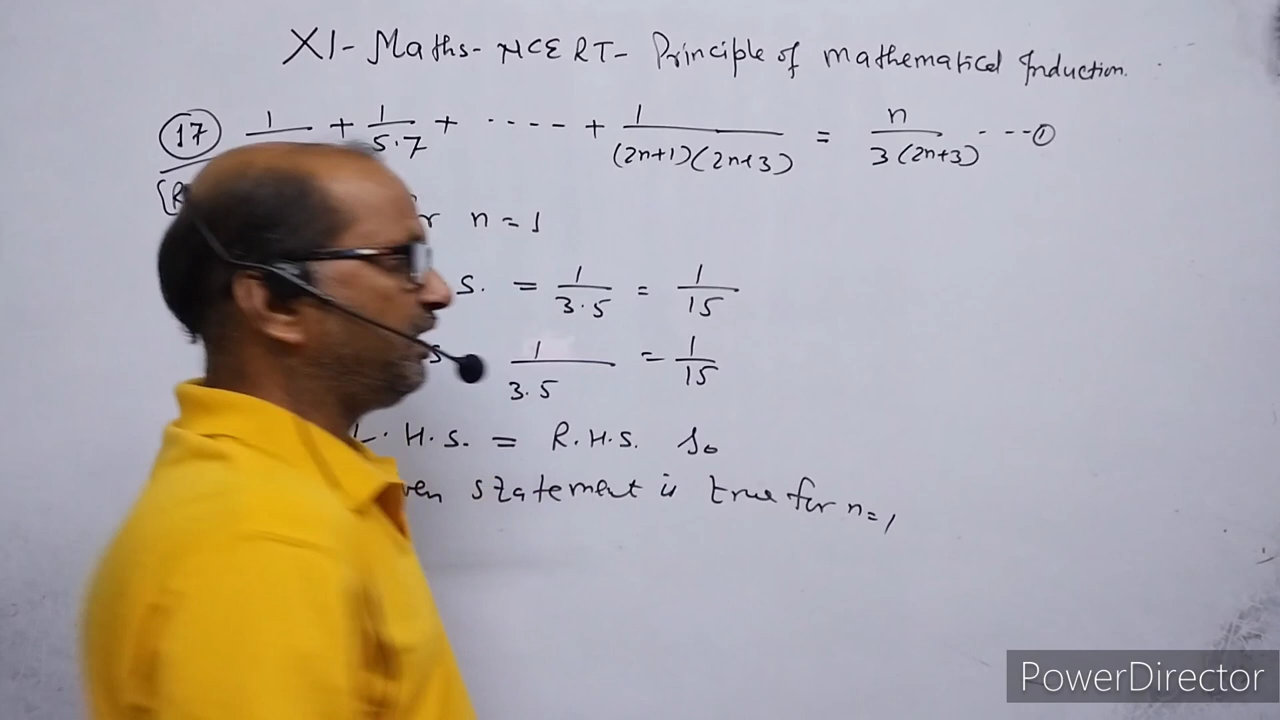 XI- Maths- NCERT- Principle of mathematical Induction.
17 1 + 1/5.7 + ---- + 1/(2n+1)(2n+3) = n/3(2n+3) ---①
n = 1
s. = 1/3.5 = 1/15
s 1/3.5 = 1/15
L.H.S. = R.H.S. So
ven statement is true for n=1
PowerDirector